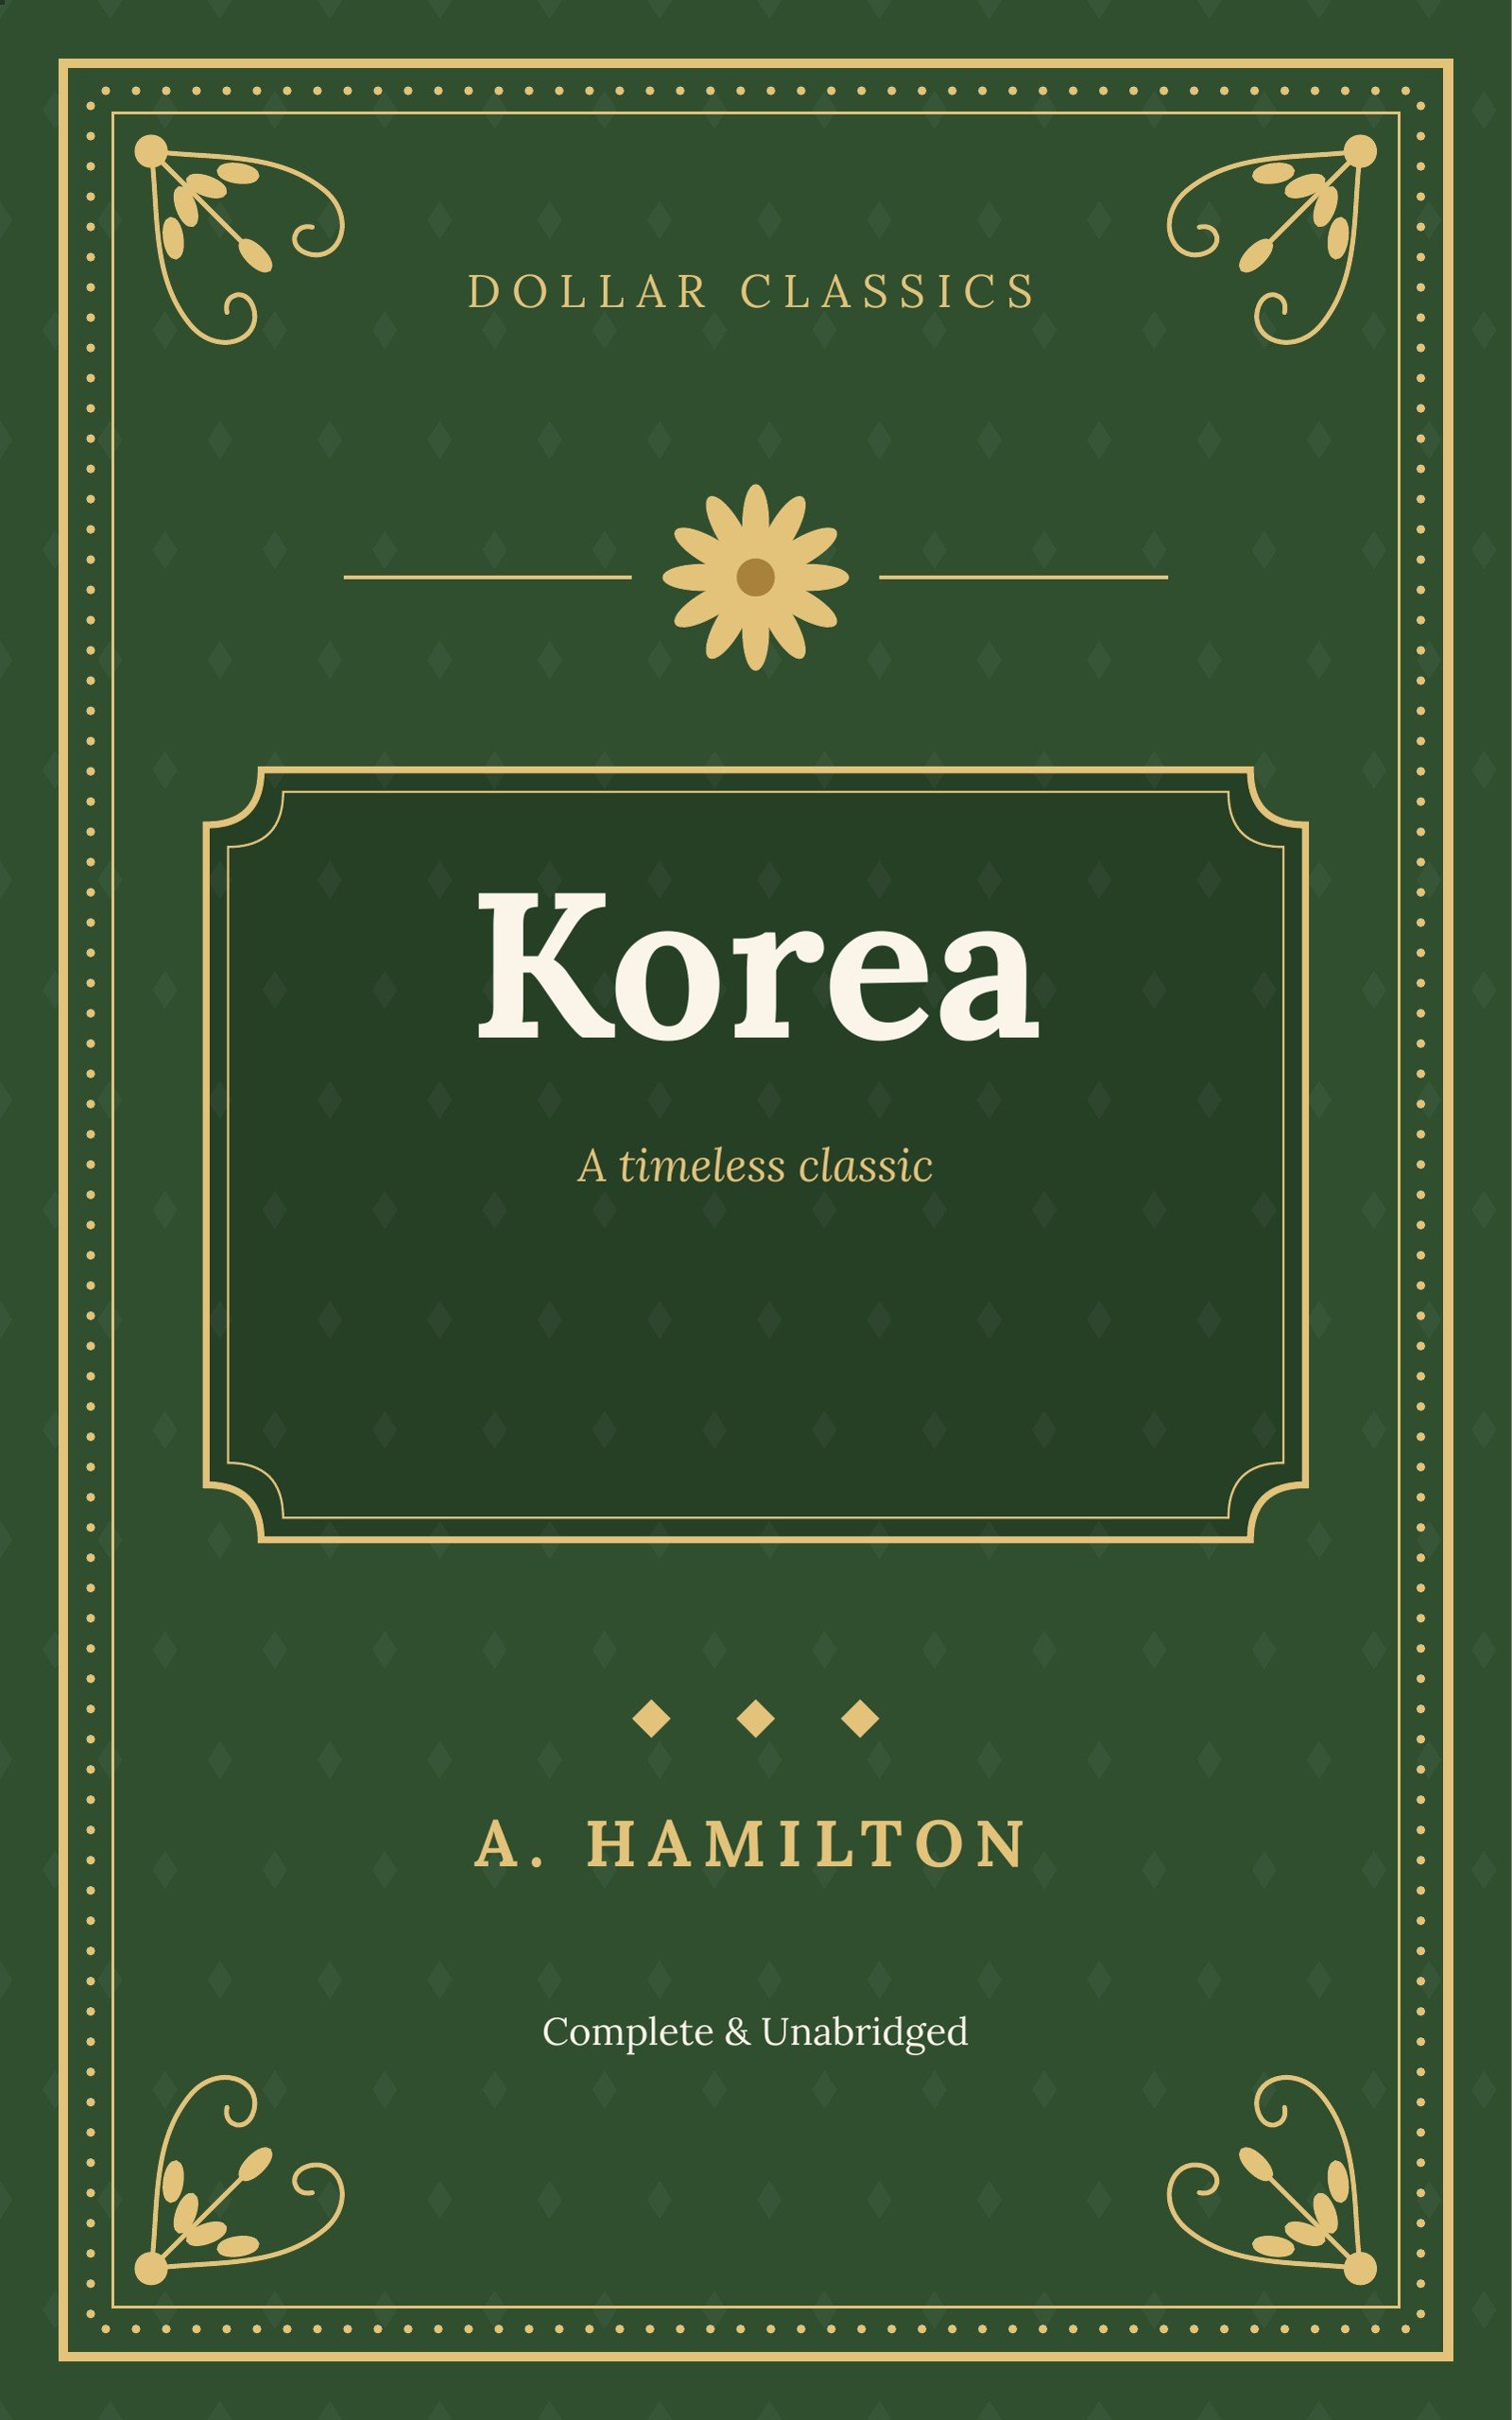 DOLLAR CLASSICS
Korea
A timeless classic
A. HAMILTON
Complete & Unabridged